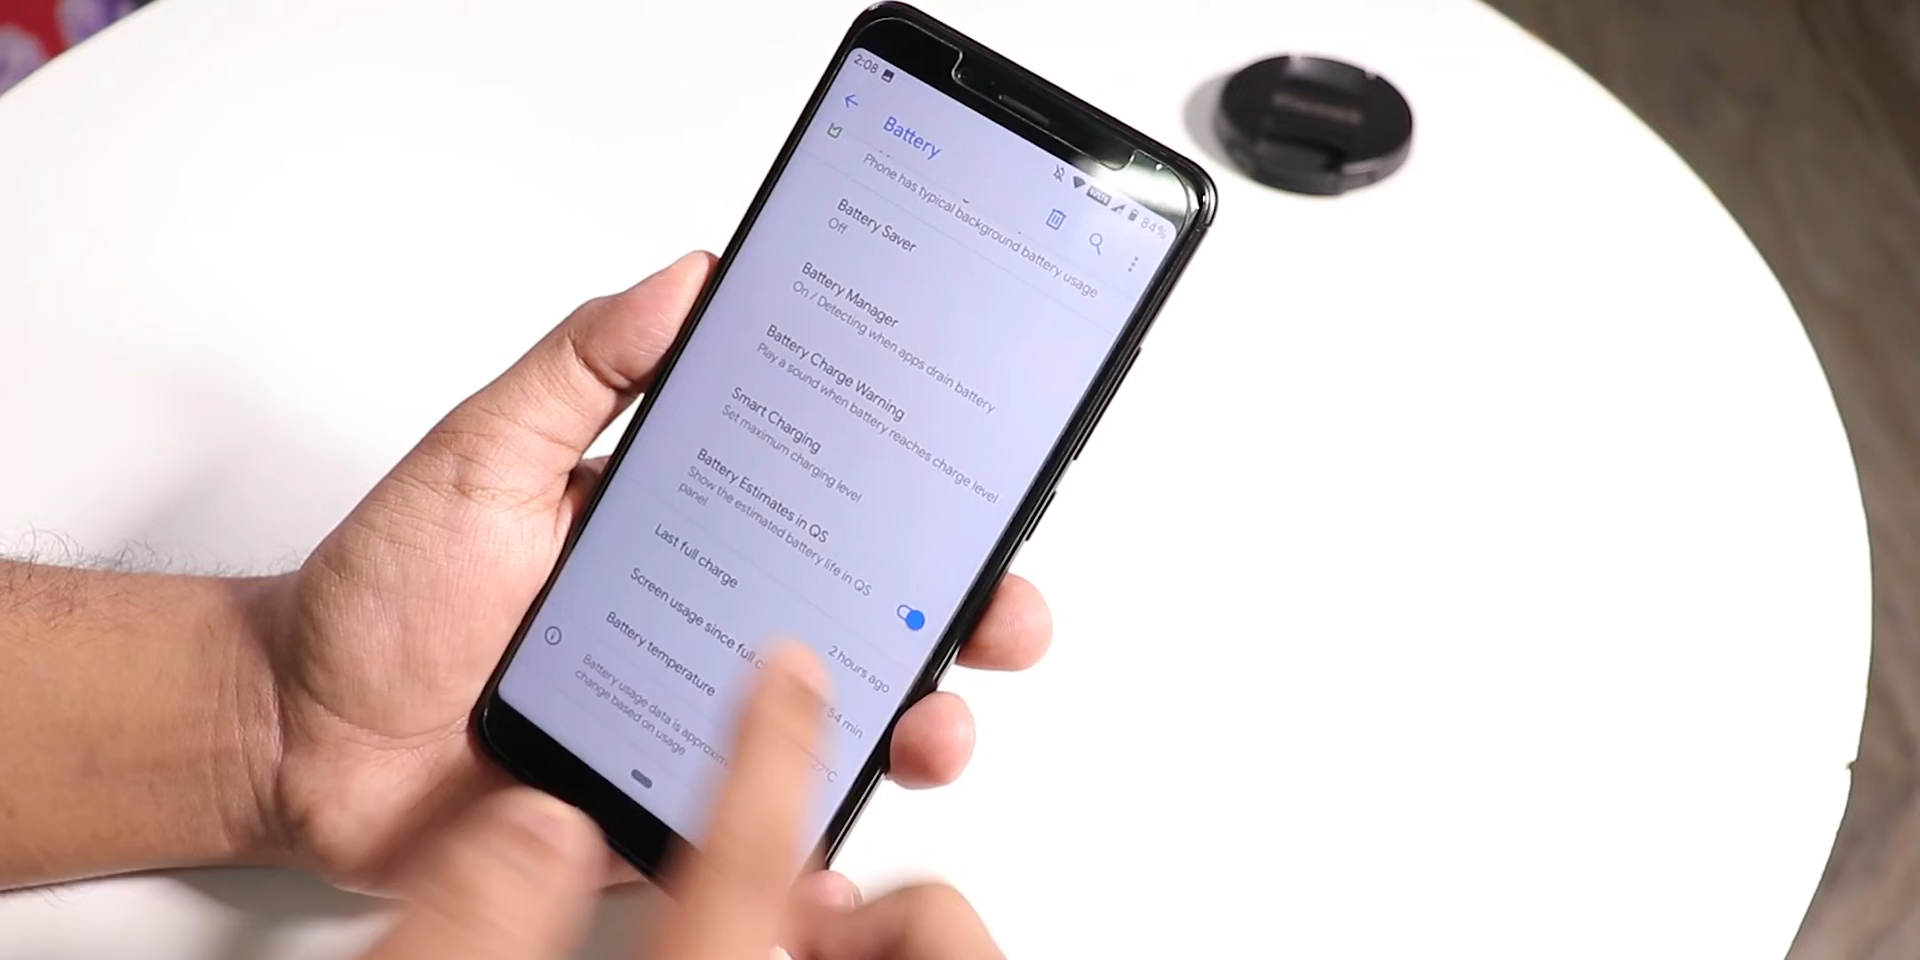 2:08
84%
Battery
Phone has typical background battery usage
Battery Saver
Off
Battery Manager
On / Detecting when apps drain battery
Battery Charge Warning
Play a sound when battery reaches charge level
Smart Charging
Set maximum charging level
Battery Estimates in QS
Show the estimated battery life in QS
panel
Last full charge
2 hours ago
Screen usage since full
54 min
Battery temperature
27°C
Battery usage data is
change based on usage